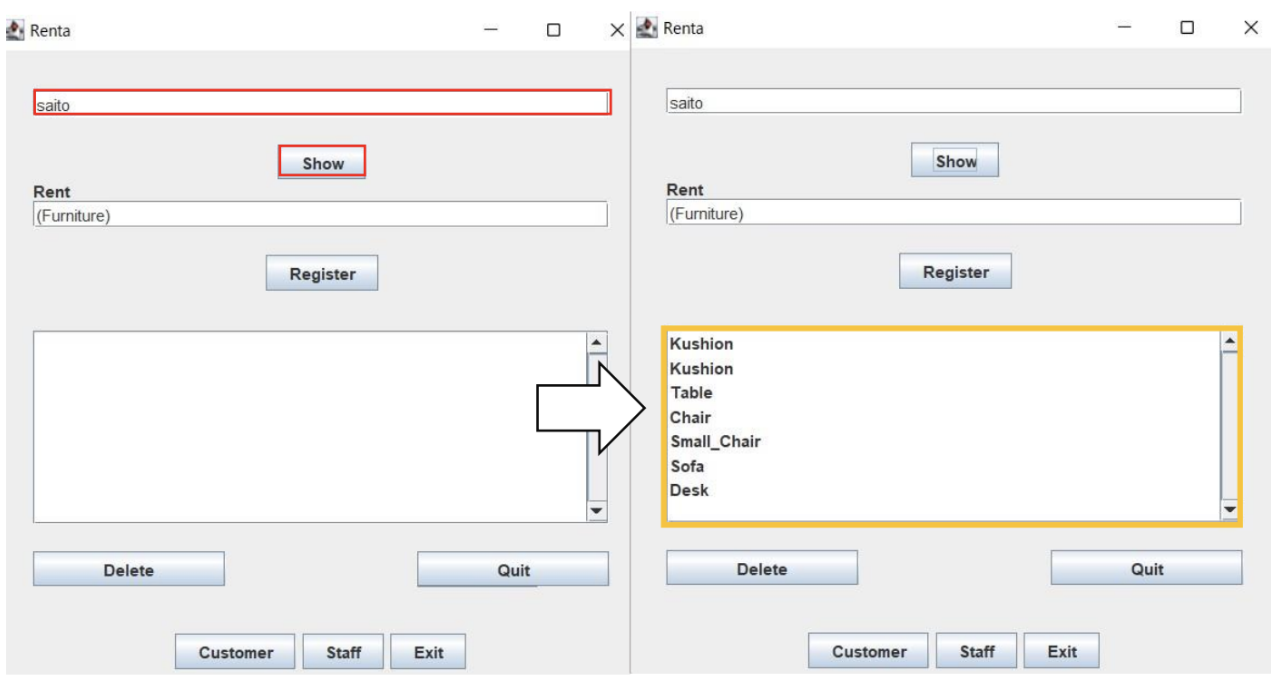 Renta
saito
Show
Rent
(Furniture)
Register
Delete
Quit
Customer
Staff
Exit
Renta
saito
Show
Rent
(Furniture)
Register
Kushion
Kushion
Table
Chair
Small_Chair
Sofa
Desk
Delete
Quit
Customer
Staff
Exit